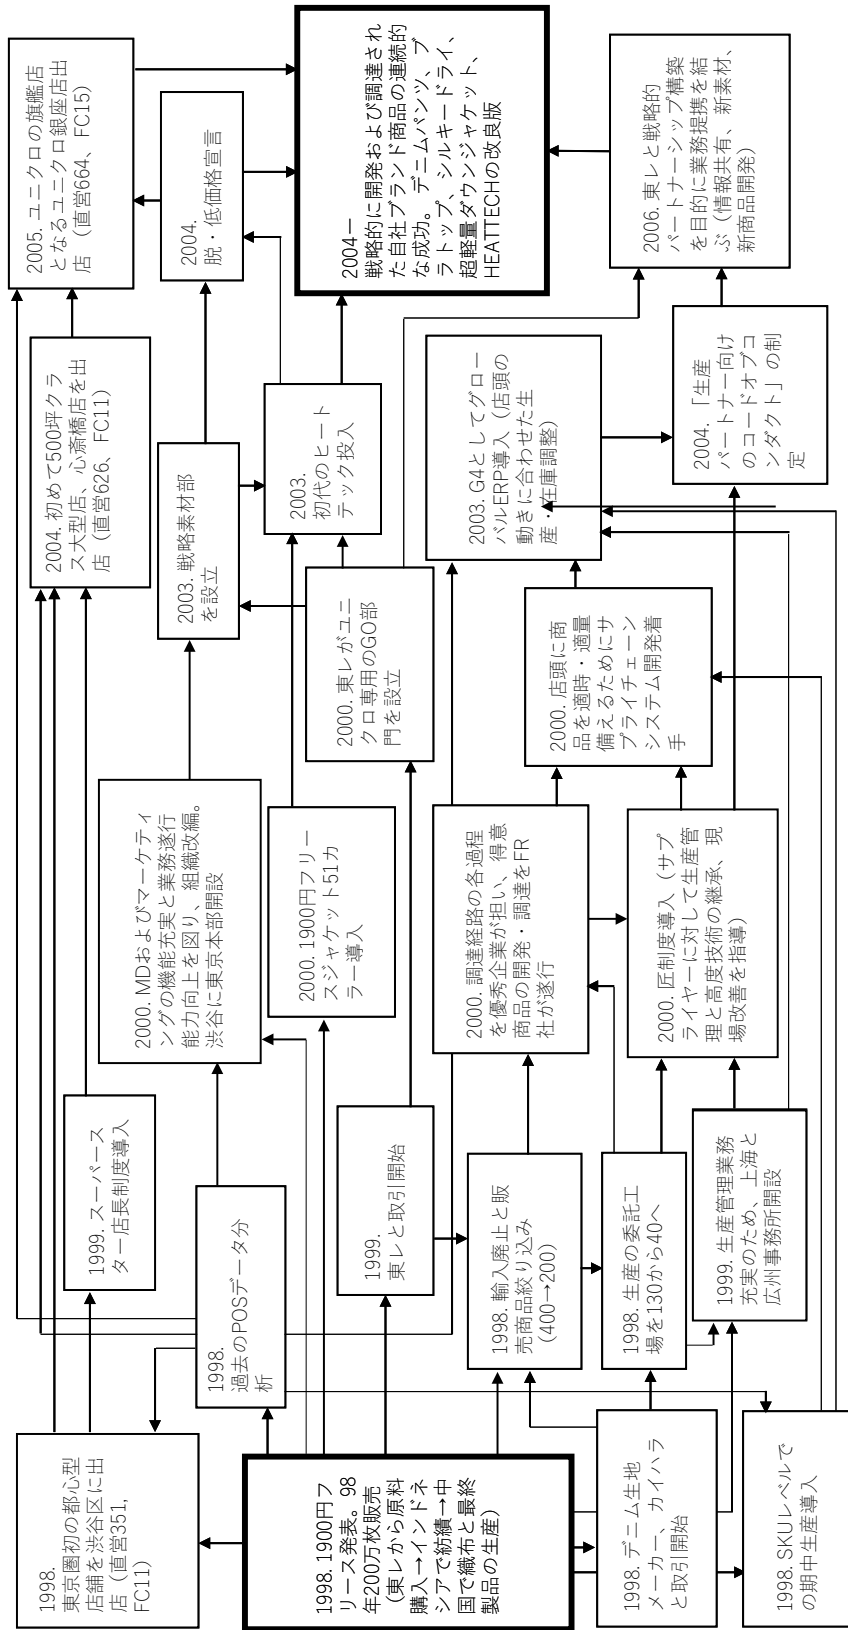 1998.
東京圏初の都心型
店舗を渋谷区に出
店（直営351,
FC11)
1998. 1900円フ
リース発表。98
年200万枚販売
(東レから原料
購入→インドネ
シアで紡績→中
国で織布と最終
製品の生産)
1998. デニム生地
メーカー、カイハラ
と取引開始
1998. SKUレベルで
の期中生産導入
1999. スーパース
ター店長制度導入
1998.
過去のPOSデータ分
析
1999.
東レと取引開始
1998. 輸入廃止と販
売商品絞り込み
(400→200)
1998. 生産の委託工
場を130から40へ
1999. 生産管理業務
充実のため、上海と
広州事務所開設
2000. MDおよびマーケティ
ングの機能充実と業務遂行
能力向上を図り、組織改編。
渋谷に東京本部開設
2000. 1900円フリー
スジャケット51カ
ラー導入
2000. 調達経路の各過程
を優秀企業が担い、得意
商品の開発・調達をFR
社が遂行
2000. 匠制度導入（サプ
ライヤーに対して生産管
理と高度技術の継承、現
場改善を指導）
2000. 東レがユニ
クロ専用のGO部
門を設立
2000. 店頭に商
品を適時・適量
備えるためにサ
プライチェーン
システム開発着
手
2004. 初めて500坪クラ
ス大型店、心斎橋店を出
店（直営626、FC11)
2003. 戦略素材部
を設立
2003.
初代のヒート
テック投入
2003. G4としてグロー
バルERP導入（店頭の
動きに合わせた生
産・在庫調整）
2004. 「生産
パートナー向け
のコードオブコ
ンダクト」の制
定
2005. ユニクロの旗艦店
となるユニクロ銀座店出
店（直営664、FC15)
2004.
脱・低価格宣言
2004－
戦略的に開発および調達され
た自社ブランド商品の連続的
な成功。デニムパンツ、ブ
ラトップ、シルキードライ、
超軽量ダウンジャケット、
HEATTECHの改良版
2006. 東レと戦略的
パートナーシップ構築
を目的に業務提携を結
ぶ（情報共有、新素材、
新商品開発）